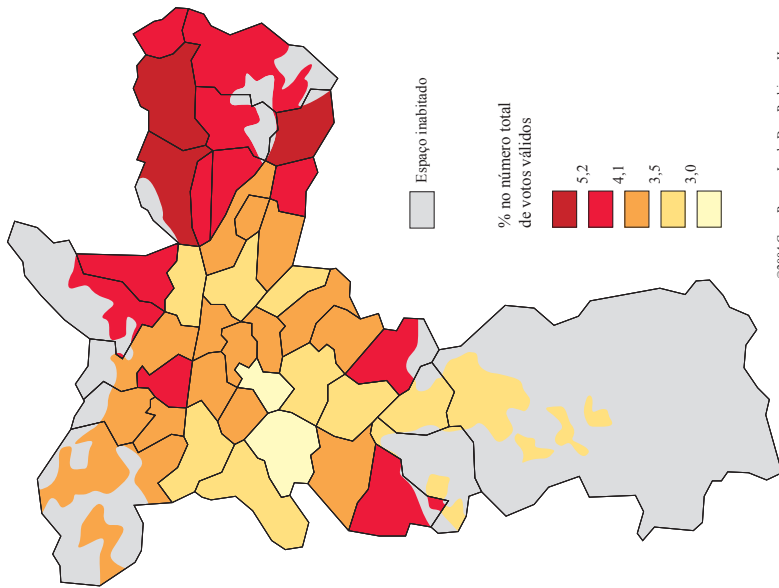 Espaço inabitado
% no número total
de votos válidos
5,2
4,1
3,5
3,0